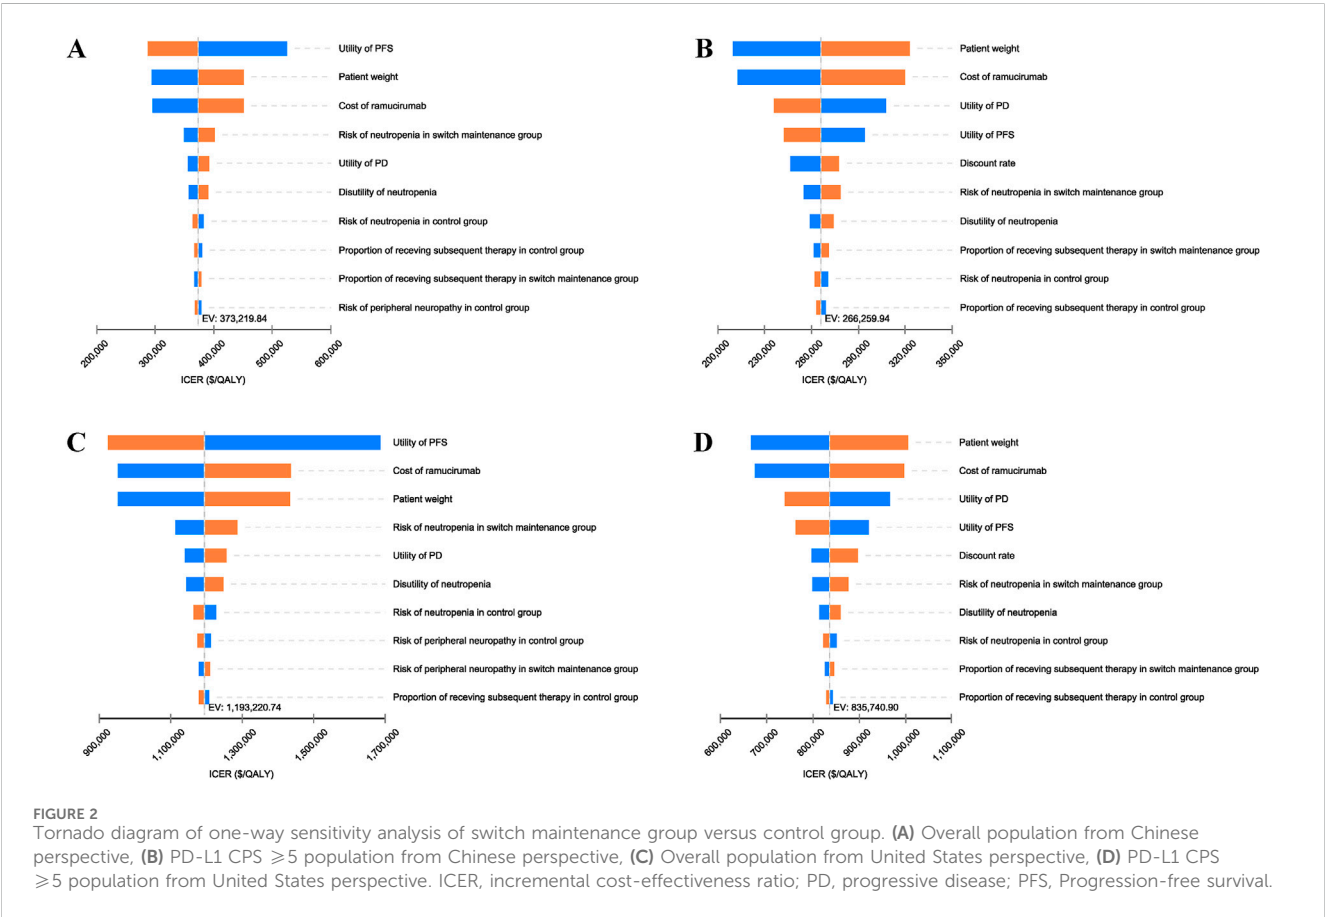 A
Utility of PFS
Patient weight
Cost of ramucirumab
Risk of neutropenia in switch maintenance group
Utility of PD
Disutility of neutropenia
Risk of neutropenia in control group
Proportion of receving subsequent therapy in control group
Proportion of receving subsequent therapy in switch maintenance group
Risk of peripheral neuropathy in control group
EV: 373,219.84
200,000 300,000 400,000 500,000 600,000
ICER ($/QALY)
B
Patient weight
Cost of ramucirumab
Utility of PD
Utility of PFS
Discount rate
Risk of neutropenia in switch maintenance group
Disutility of neutropenia
Proportion of receving subsequent therapy in switch maintenance group
Risk of neutropenia in control group
Proportion of receving subsequent therapy in control group
EV: 266,259.94
200,000 230,000 260,000 290,000 320,000 350,000
ICER ($/QALY)
C
Utility of PFS
Cost of ramucirumab
Patient weight
Risk of neutropenia in switch maintenance group
Utility of PD
Disutility of neutropenia
Risk of neutropenia in control group
Risk of peripheral neuropathy in control group
Risk of peripheral neuropathy in switch maintenance group
Proportion of receving subsequent therapy in control group
EV: 1,193,220.74
900,000 1,100,000 1,300,000 1,500,000 1,700,000
ICER ($/QALY)
D
Patient weight
Cost of ramucirumab
Utility of PD
Utility of PFS
Discount rate
Risk of neutropenia in switch maintenance group
Disutility of neutropenia
Risk of neutropenia in control group
Proportion of receving subsequent therapy in switch maintenance group
Proportion of receving subsequent therapy in control group
EV: 835,740.90
600,000 700,000 800,000 900,000 1,000,000 1,100,000
ICER ($/QALY)
FIGURE 2
Tornado diagram of one-way sensitivity analysis of switch maintenance group versus control group. (A) Overall population from Chinese
perspective, (B) PD-L1 CPS ≥5 population from Chinese perspective, (C) Overall population from United States perspective, (D) PD-L1 CPS
≥5 population from United States perspective. ICER, incremental cost-effectiveness ratio; PD, progressive disease; PFS, Progression-free survival.